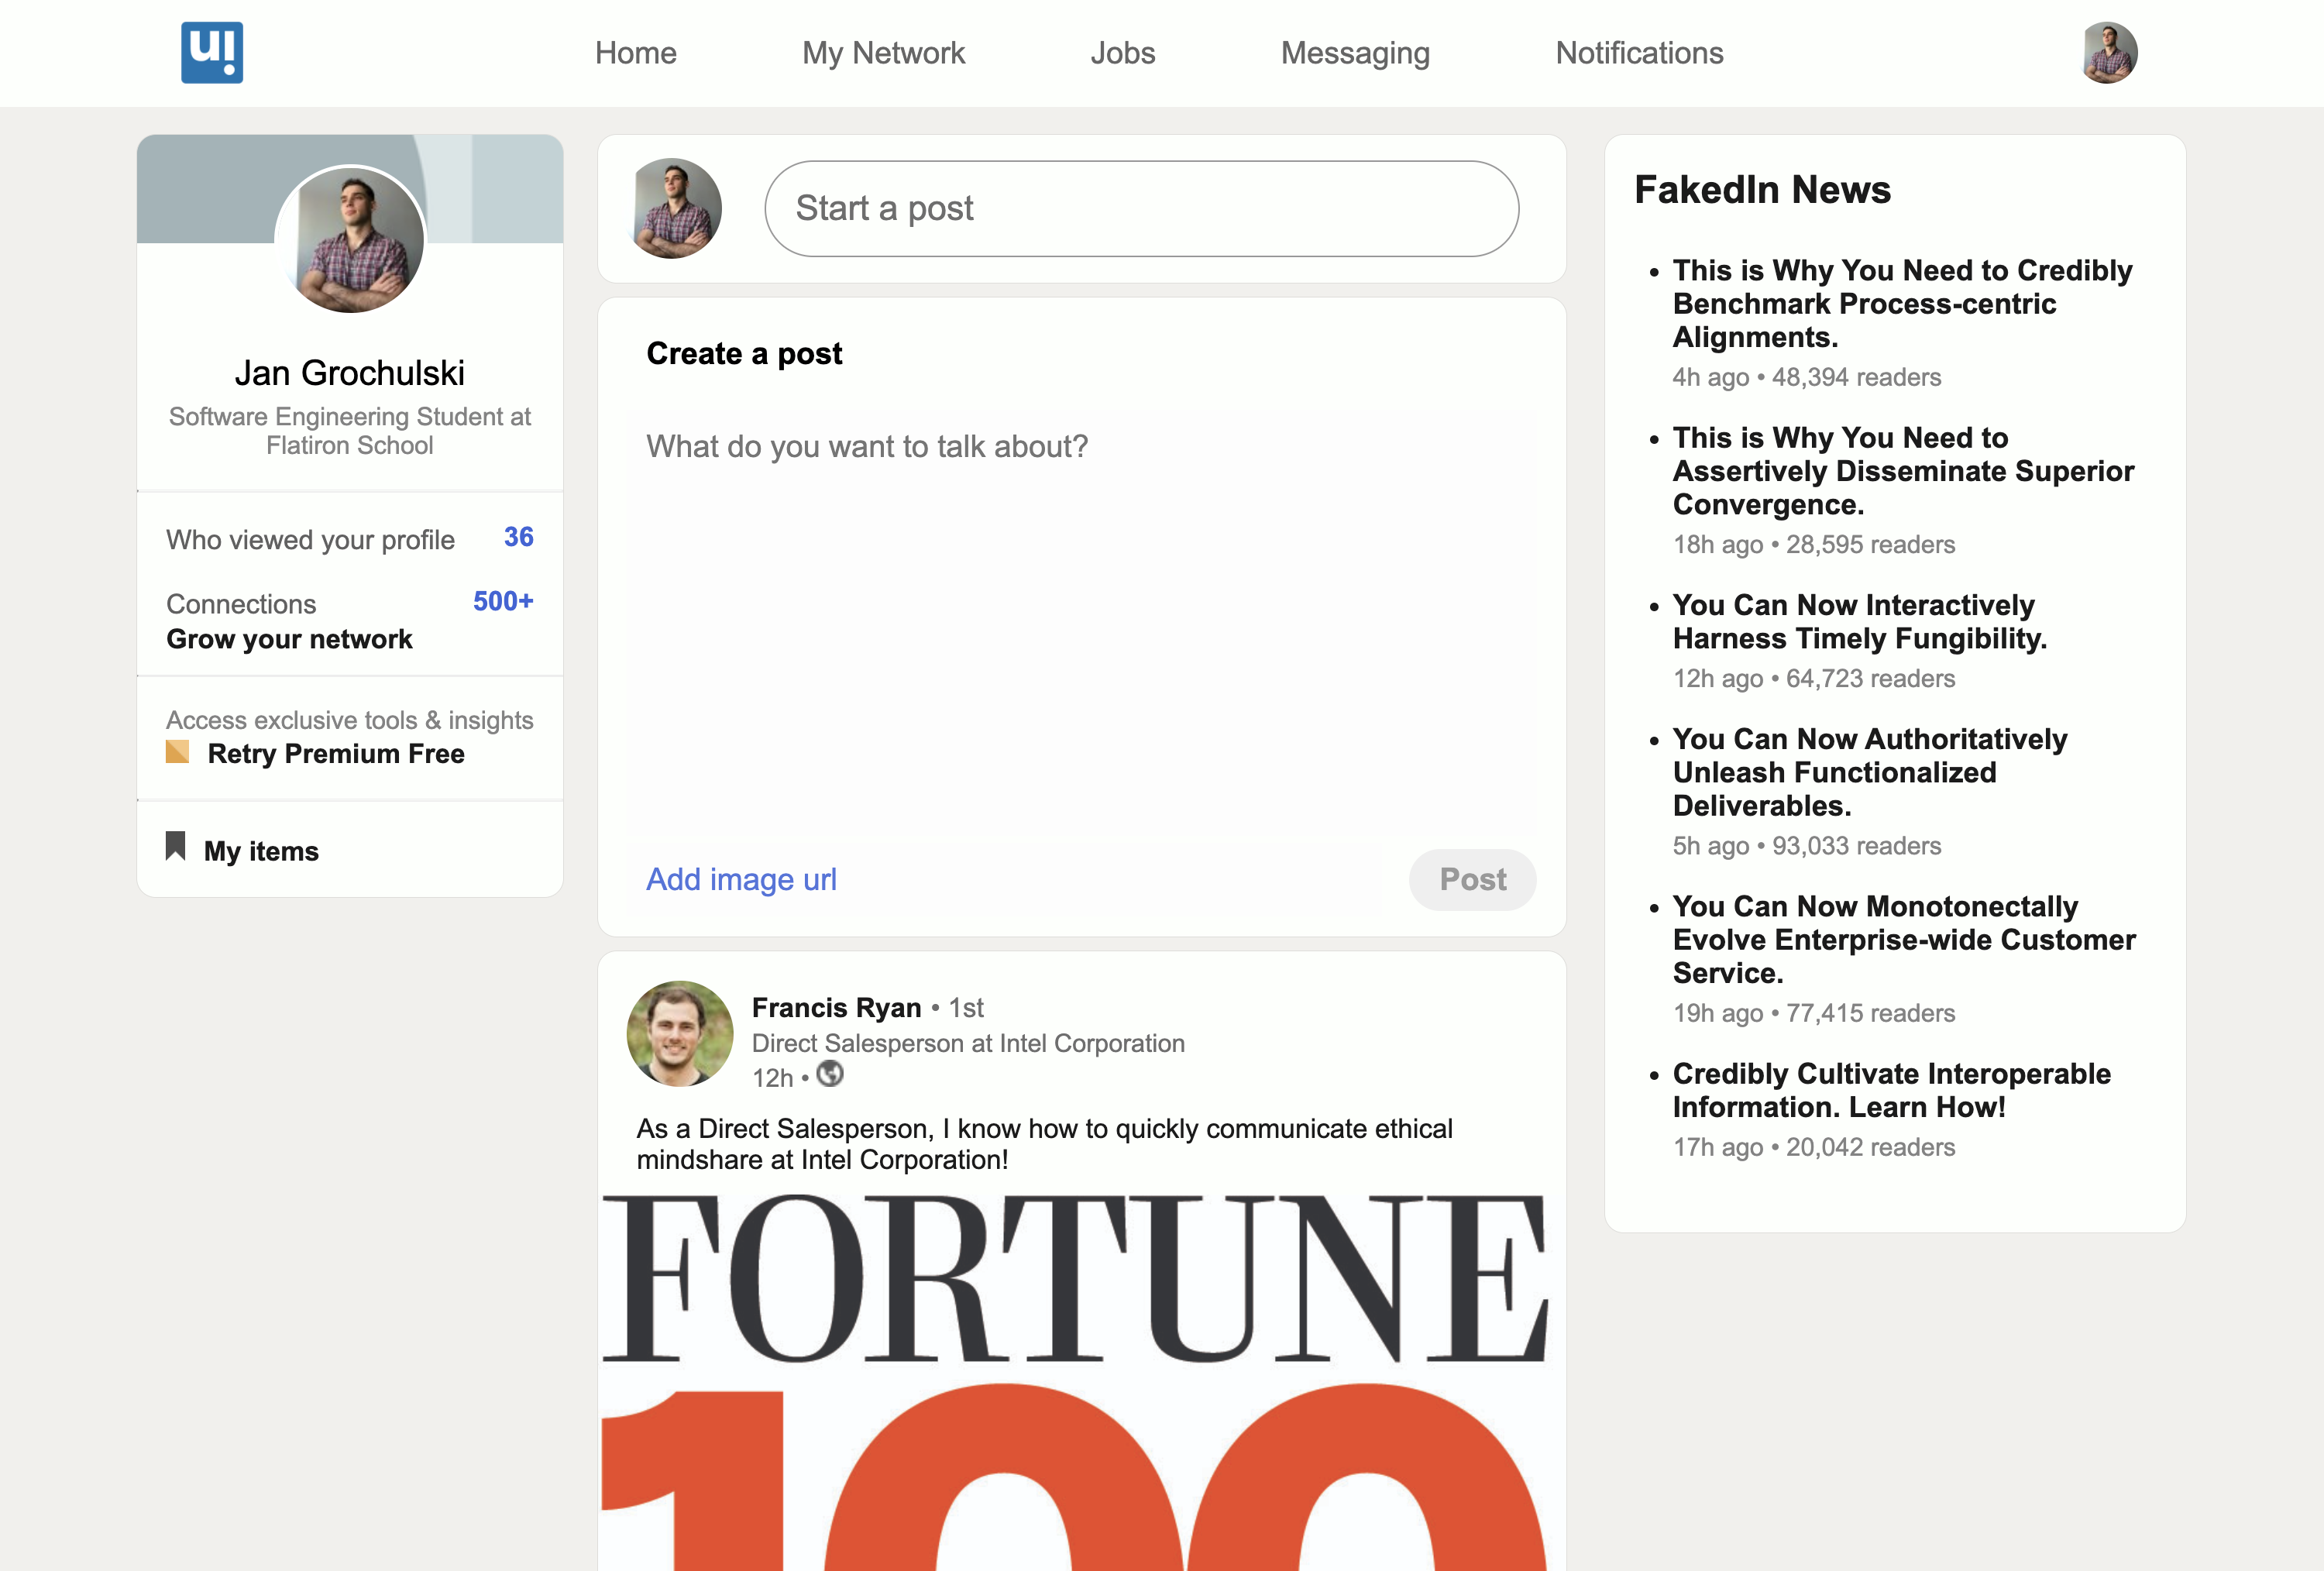 Home
My Network
Jobs
Messaging
Notifications
Jan Grochulski
Software Engineering Student at
Flatiron School
Who viewed your profile 36
Connections 500+
Grow your network
Access exclusive tools & insights
Retry Premium Free
My items
Start a post
Create a post
What do you want to talk about?
Add image url
Post
Francis Ryan • 1st
Direct Salesperson at Intel Corporation
12h •
As a Direct Salesperson, I know how to quickly communicate ethical
mindshare at Intel Corporation!
FORTUNE
100
FakedIn News
• This is Why You Need to Credibly
Benchmark Process-centric
Alignments.
4h ago • 48,394 readers
• This is Why You Need to
Assertively Disseminate Superior
Convergence.
18h ago • 28,595 readers
• You Can Now Interactively
Harness Timely Fungibility.
12h ago • 64,723 readers
• You Can Now Authoritatively
Unleash Functionalized
Deliverables.
5h ago • 93,033 readers
• You Can Now Monotonectally
Evolve Enterprise-wide Customer
Service.
19h ago • 77,415 readers
• Credibly Cultivate Interoperable
Information. Learn How!
17h ago • 20,042 readers